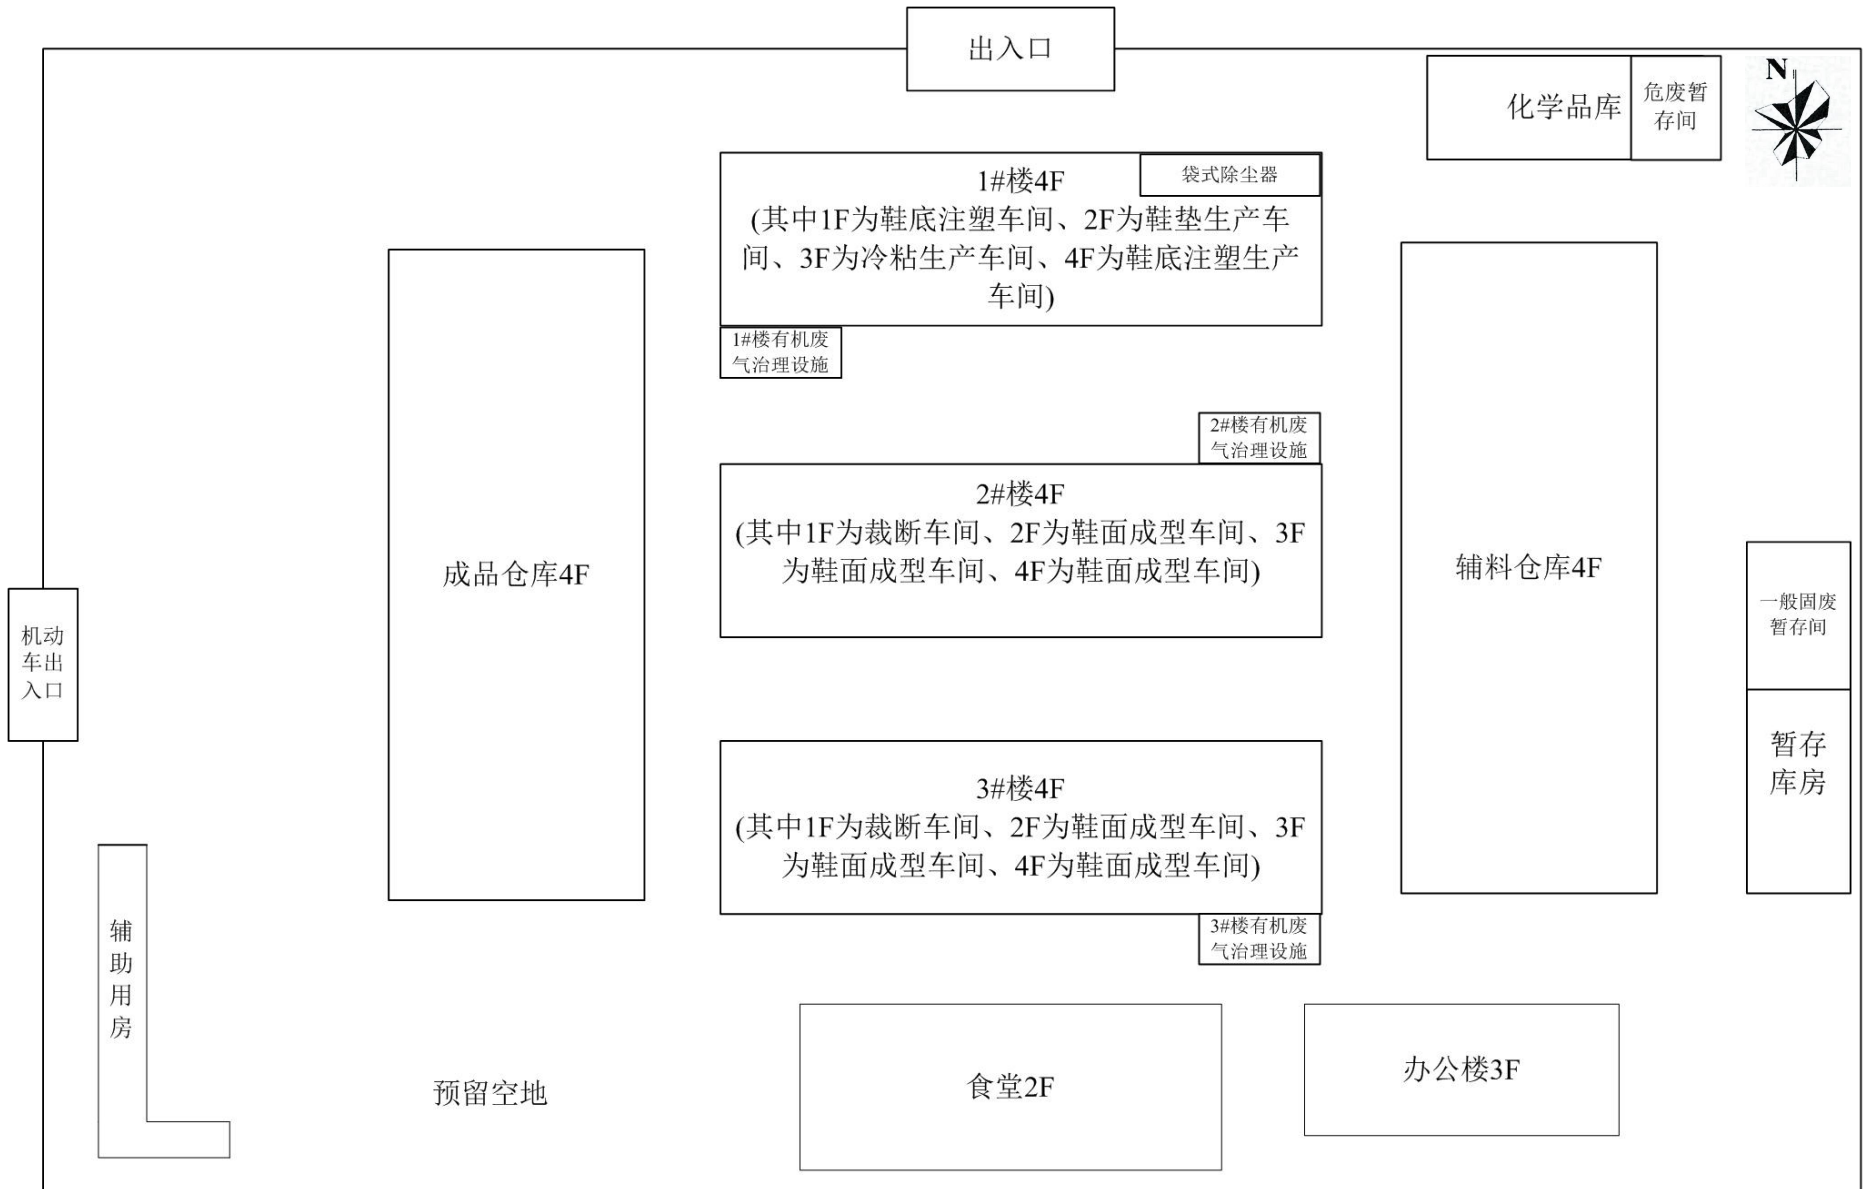 出入口
N
化学品库
危废暂
存间
袋式除尘器
1#楼4F
(其中1F为鞋底注塑车间、2F为鞋垫生产车
间、3F为冷粘生产车间、4F为鞋底注塑生产
车间)
1#楼有机废
气治理设施
2#楼有机废
气治理设施
2#楼4F
(其中1F为裁断车间、2F为鞋面成型车间、3F
为鞋面成型车间、4F为鞋面成型车间)
成品仓库4F
辅料仓库4F
一般固废
暂存间
机动
车出
入口
暂存
库房
3#楼4F
(其中1F为裁断车间、2F为鞋面成型车间、3F
为鞋面成型车间、4F为鞋面成型车间)
3#楼有机废
气治理设施
辅
助
用
房
预留空地
食堂2F
办公楼3F